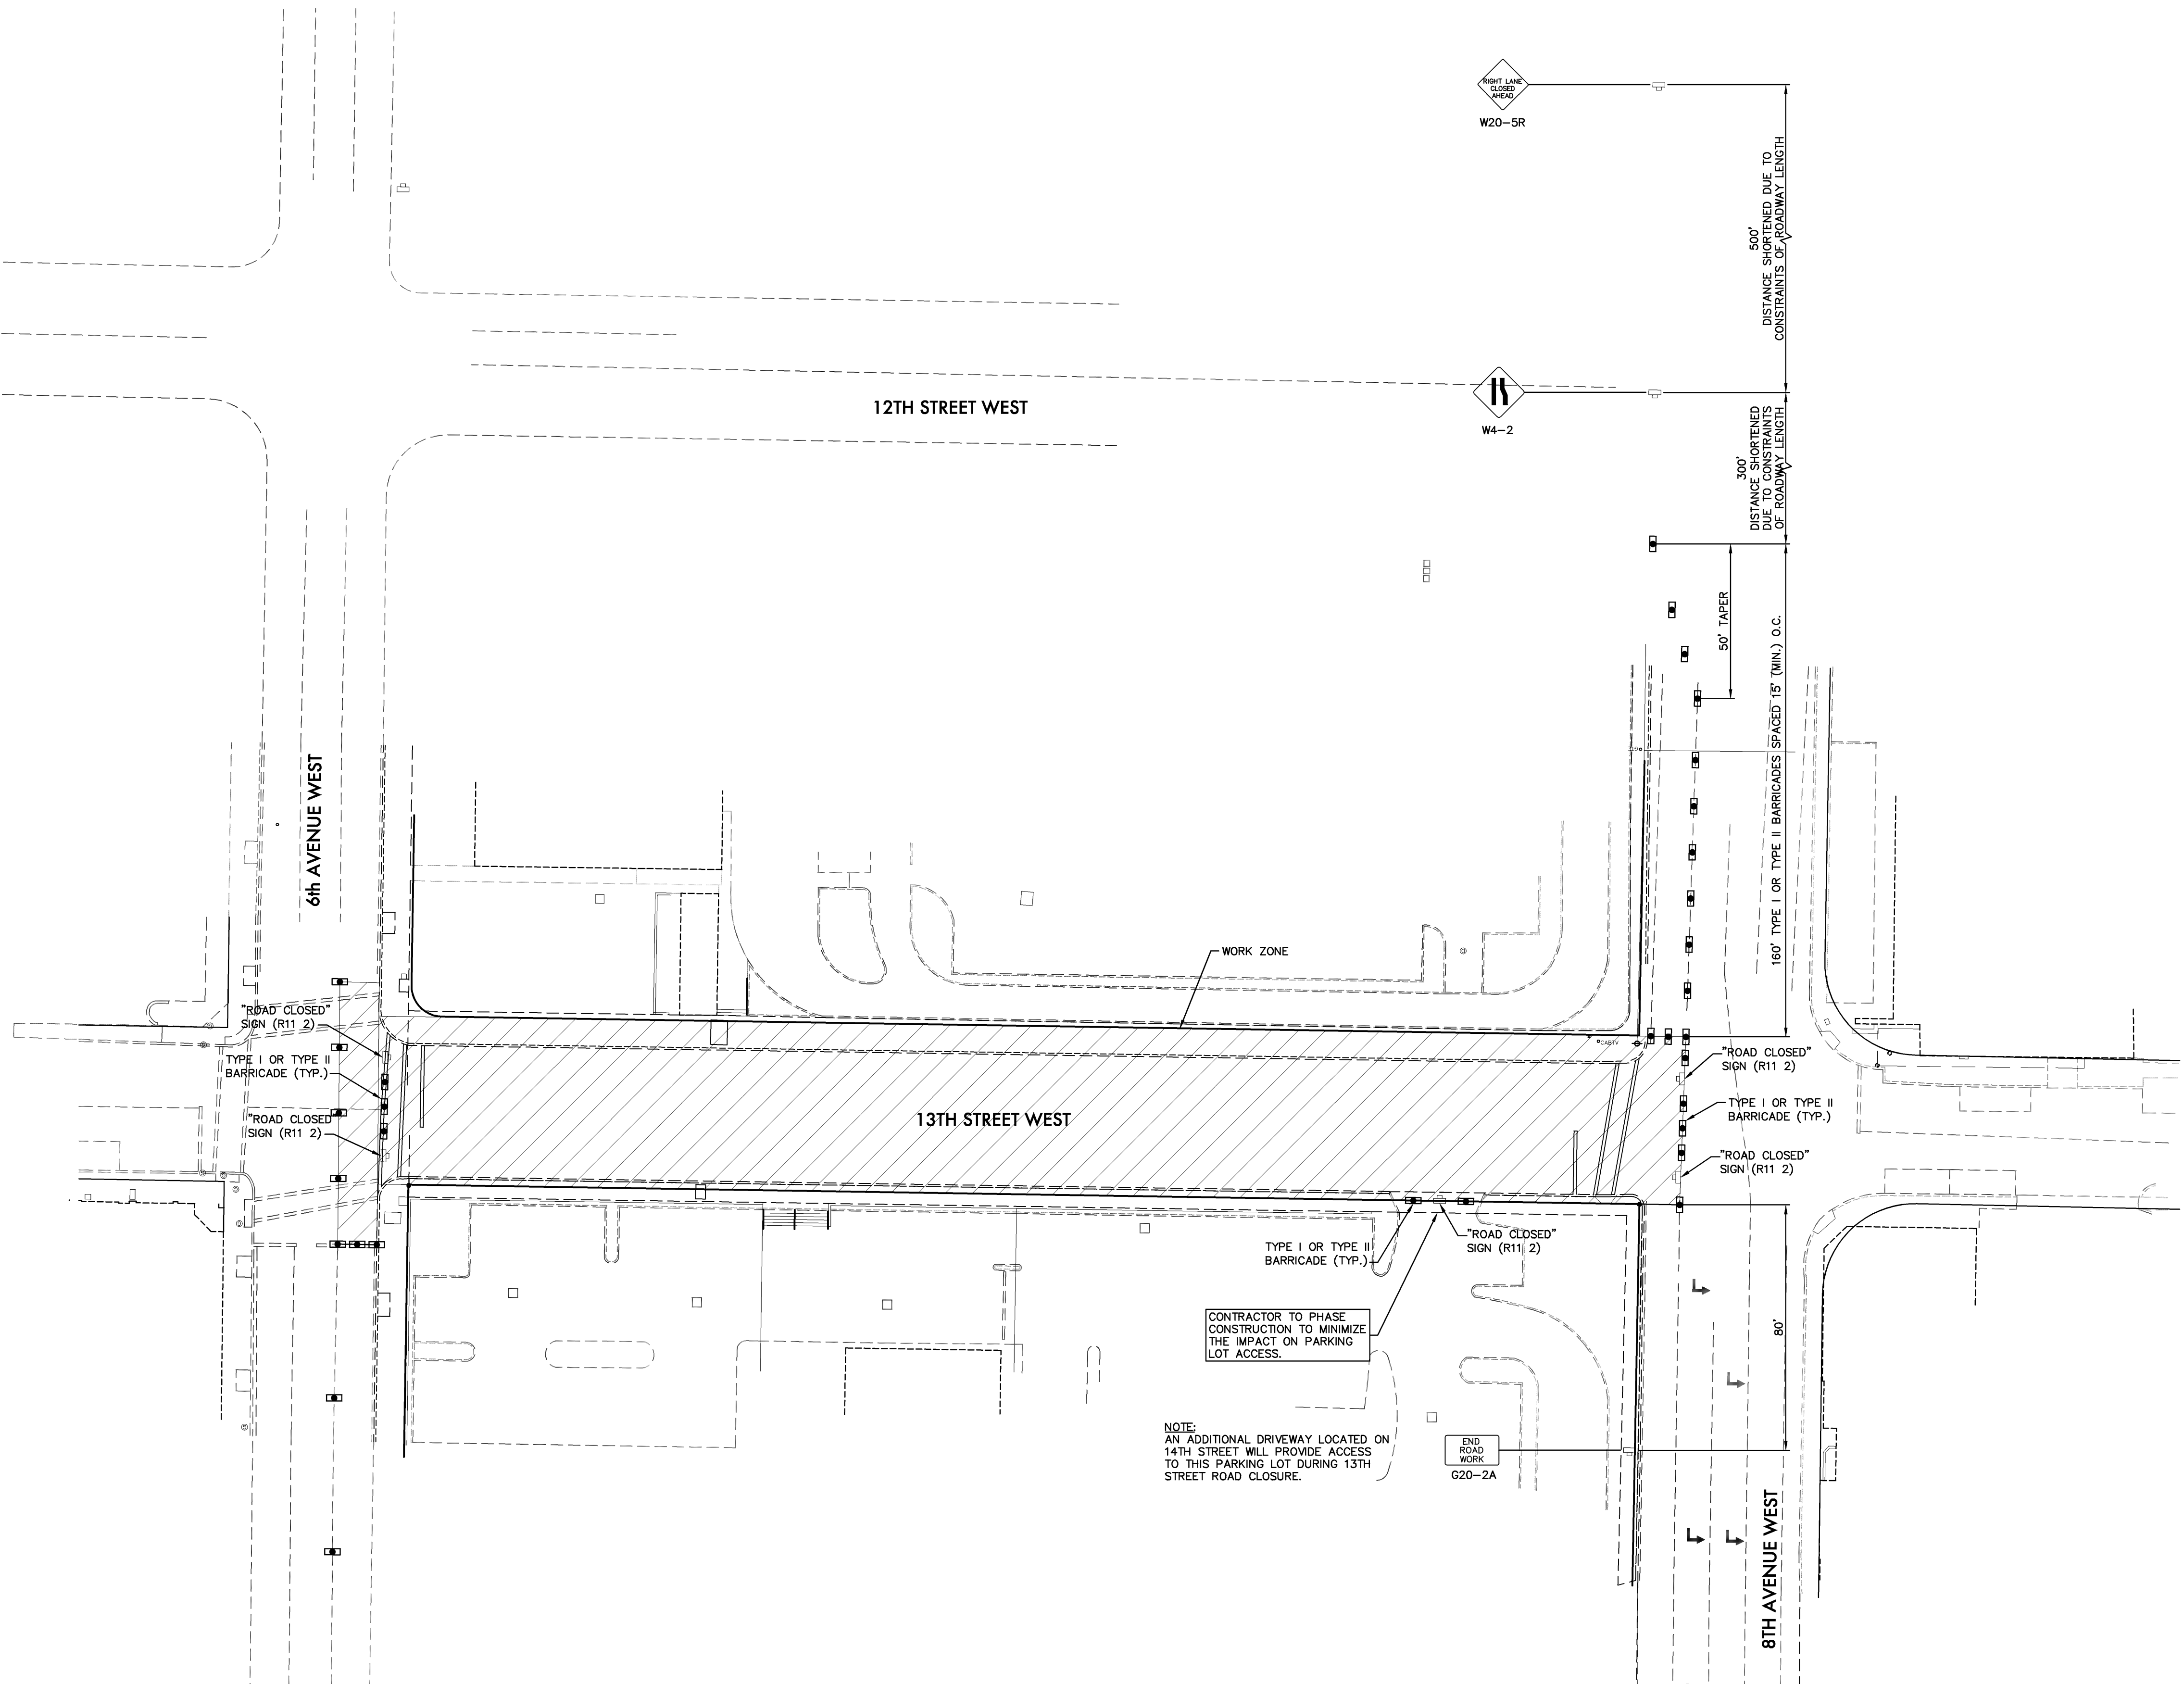 RIGHT LANE
CLOSED
AHEAD
W20-5R
500'
DISTANCE SHORTENED DUE TO
CONSTRAINTS OF ROADWAY LENGTH
12TH STREET WEST
W4-2
300'
DISTANCE SHORTENED
DUE TO CONSTRAINTS
OF ROADWAY LENGTH
50' TAPER
160' TYPE I OR TYPE II BARRICADES SPACED 15' (MIN.) O.C.
6th AVENUE WEST
WORK ZONE
"ROAD CLOSED"
SIGN (R11 2)
TYPE I OR TYPE II
BARRICADE (TYP.)
"ROAD CLOSED"
SIGN (R11 2)
13TH STREET WEST
CABTV
"ROAD CLOSED"
SIGN (R11 2)
TYPE I OR TYPE II
BARRICADE (TYP.)
"ROAD CLOSED"
SIGN (R11 2)
TYPE I OR TYPE II
BARRICADE (TYP.)
"ROAD CLOSED"
SIGN (R11 2)
CONTRACTOR TO PHASE
CONSTRUCTION TO MINIMIZE
THE IMPACT ON PARKING
LOT ACCESS.
80'
NOTE:
AN ADDITIONAL DRIVEWAY LOCATED ON
14TH STREET WILL PROVIDE ACCESS
TO THIS PARKING LOT DURING 13TH
STREET ROAD CLOSURE.
END
ROAD
WORK
G20-2A
8TH AVENUE WEST